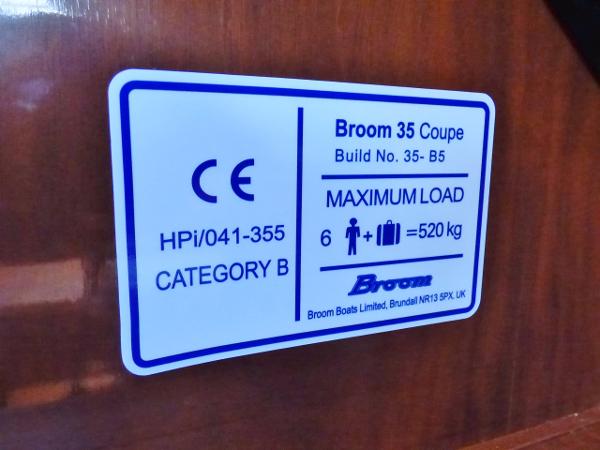 CE
HPi/041-355
CATEGORY B
Broom 35 Coupe
Build No. 35- B5
MAXIMUM LOAD
6 + =520 kg
Broom
Broom Boats Limited, Brundall NR13 5PX. UK